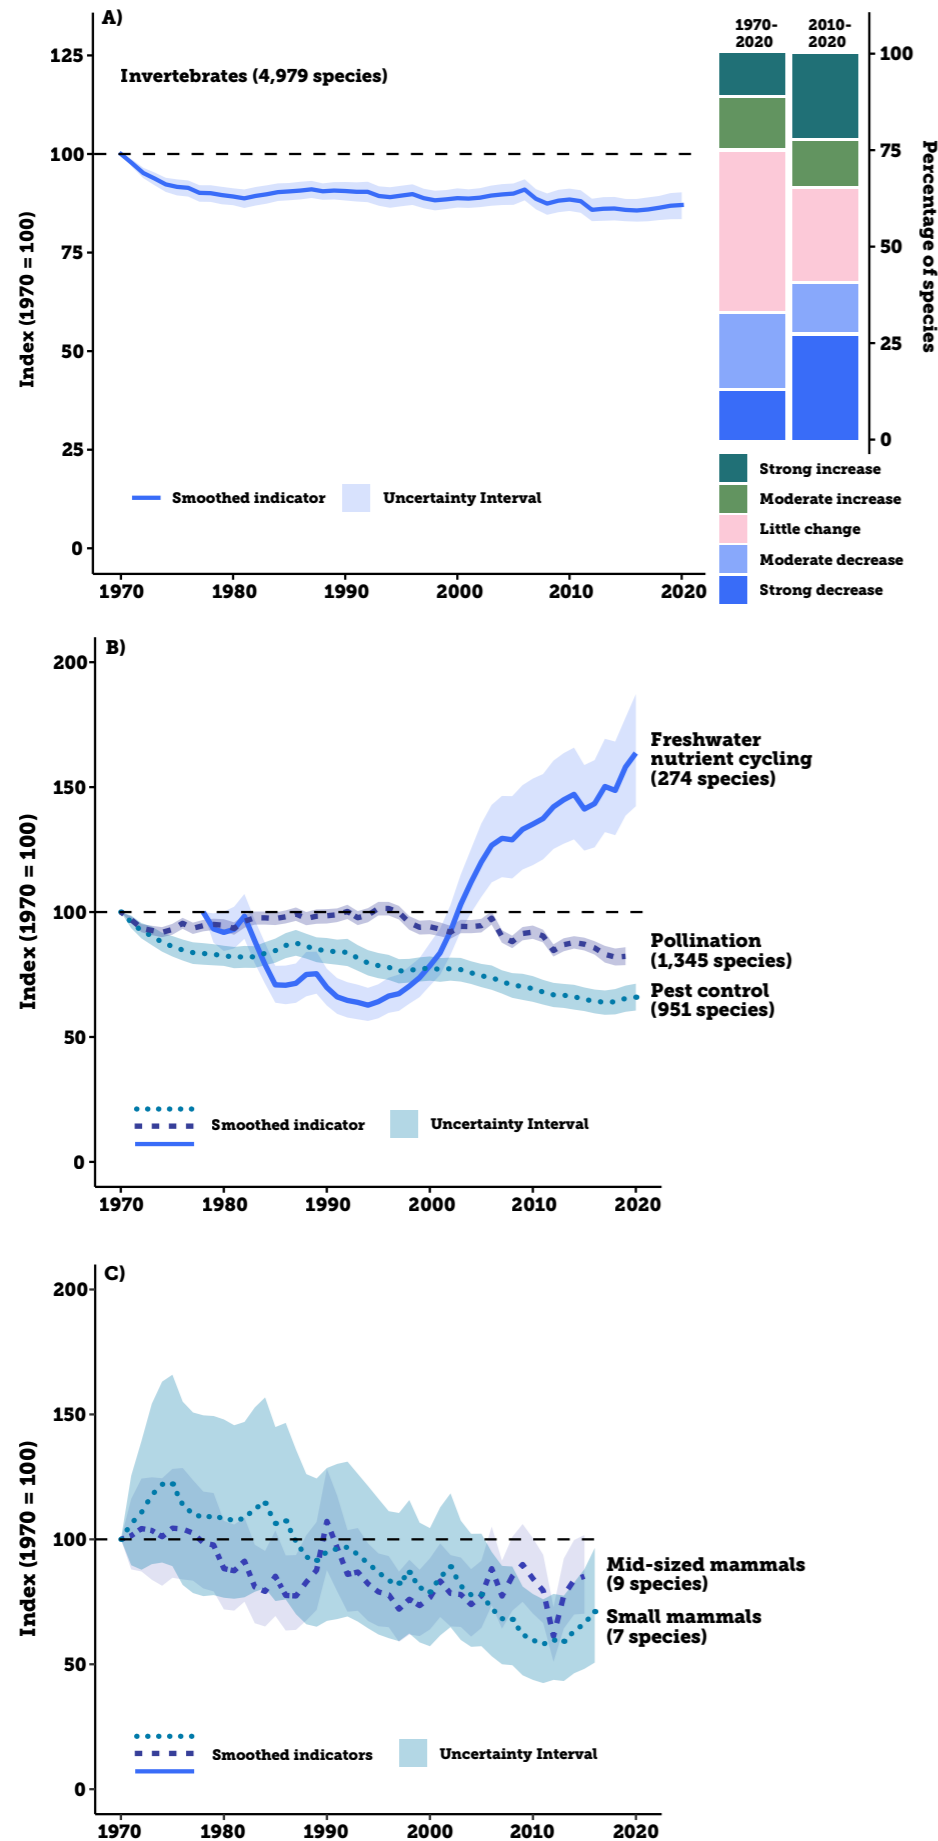 A)
Invertebrates (4,979 species)
Index (1970 = 100)
125
100
75
50
25
0
1970
1980
1990
2000
2010
2020
Smoothed indicator
Uncertainty Interval
1970-
2020
2010-
2020
100
75
50
25
0
Percentage of species
Strong increase
Moderate increase
Little change
Moderate decrease
Strong decrease
B)
Index (1970 = 100)
200
150
100
50
0
1970
1980
1990
2000
2010
2020
Freshwater
nutrient cycling
(274 species)
Pollination
(1,345 species)
Pest control
(951 species)
Smoothed indicator
Uncertainty Interval
C)
Index (1970 = 100)
200
150
100
50
0
1970
1980
1990
2000
2010
2020
Mid-sized mammals
(9 species)
Small mammals
(7 species)
Smoothed indicators
Uncertainty Interval